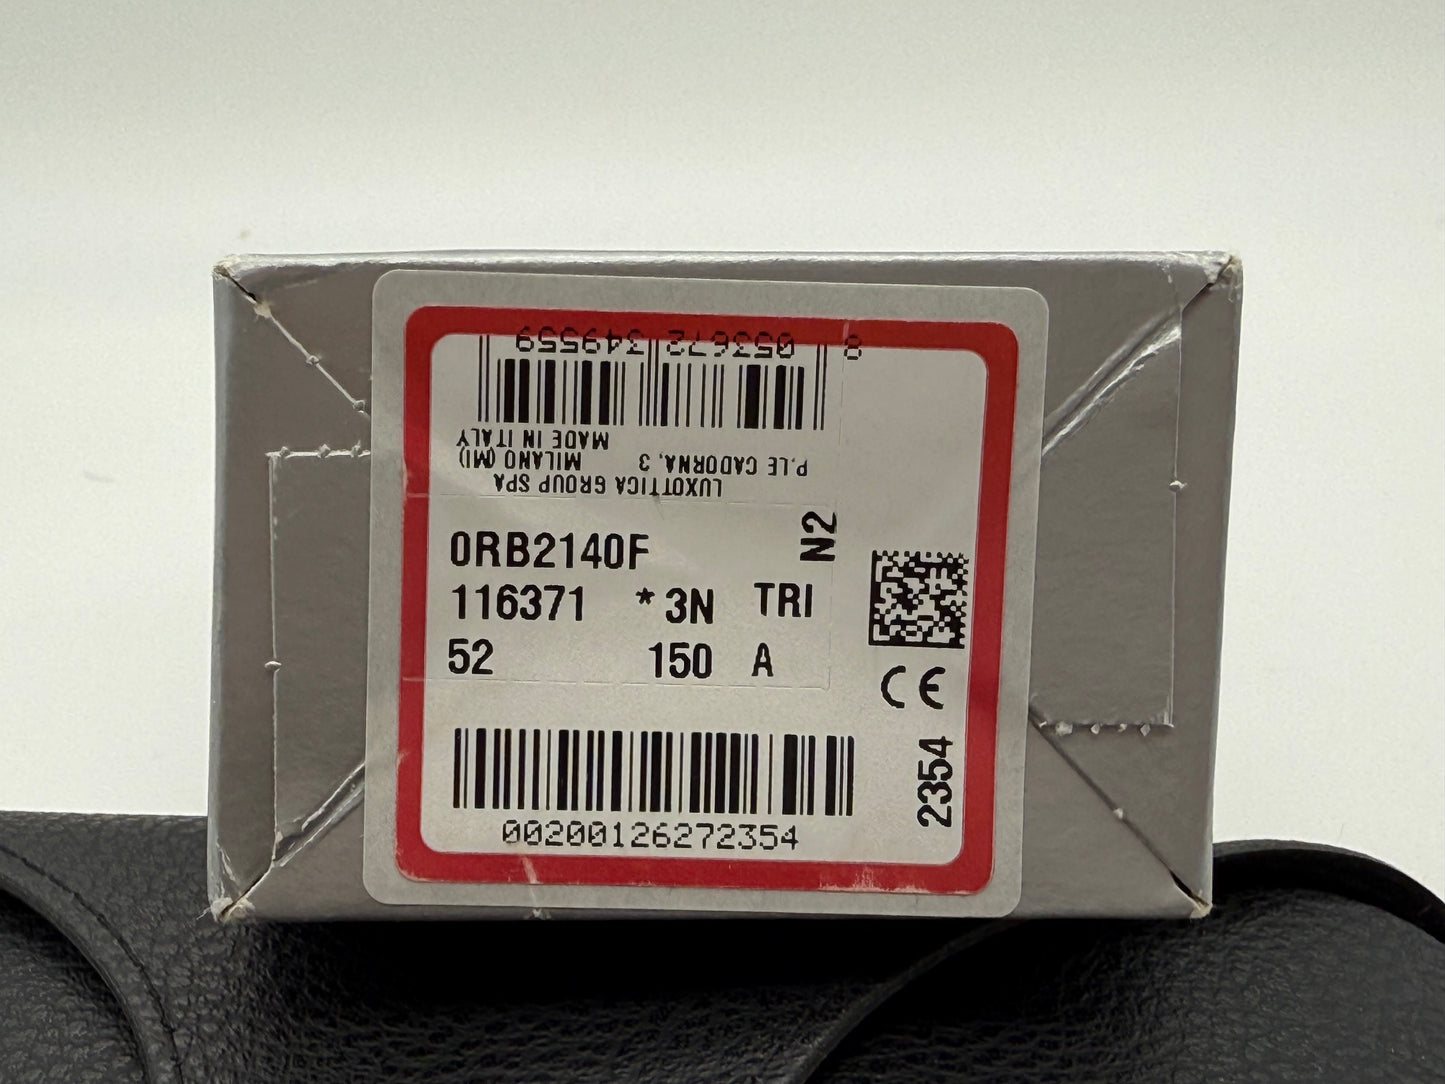 8 053672 349559
LUXOTTICA GROUP SPA
P.LE CADORNA, 3 MILANO (MI)
MADE IN ITALY
0RB2140F
N2
116371 * 3N TRI
52 150 A
CE
2354
00200126272354